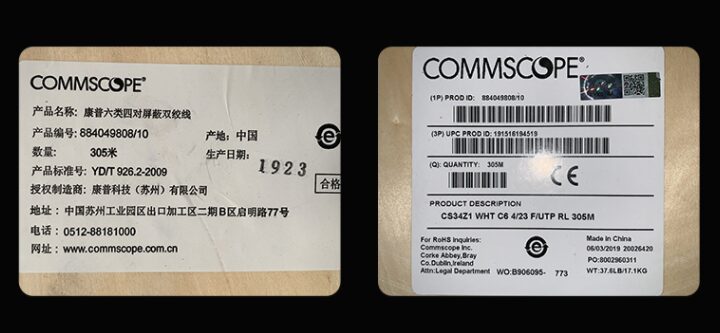 COMMSCOPE®
产品名称: 康普六类四对屏蔽双绞线
产品编号: 884049808/10
产地: 中国
数量: 305米
生产日期: 1923
产品标准号: YD/T 926.2-2009
合格
授权制造商: 康普科技（苏州）有限公司
地址: 中国苏州工业园区出口加工区二期B区启明路77号
电话: 0512-88181000
网址: www.commscope.com.cn
COMMSCOPE®
(1P) PROD ID: 884049808/10
(3P) UPC PROD ID: 191516194519
(Q): QUANTITY: 305M
CE
PRODUCT DESCRIPTION
CS34Z1 WHT C6 4/23 F/UTP RL 305M
For RoHS Inquiries:
CommScope Inc.
Corke Abbey,Bray
Co.Dublin,Ireland
Attn:Legal Department
WO:B906095- 773
Made in China
06/03/2019 20026420
PO:8002960311
WT:37.6LB/17.1KG